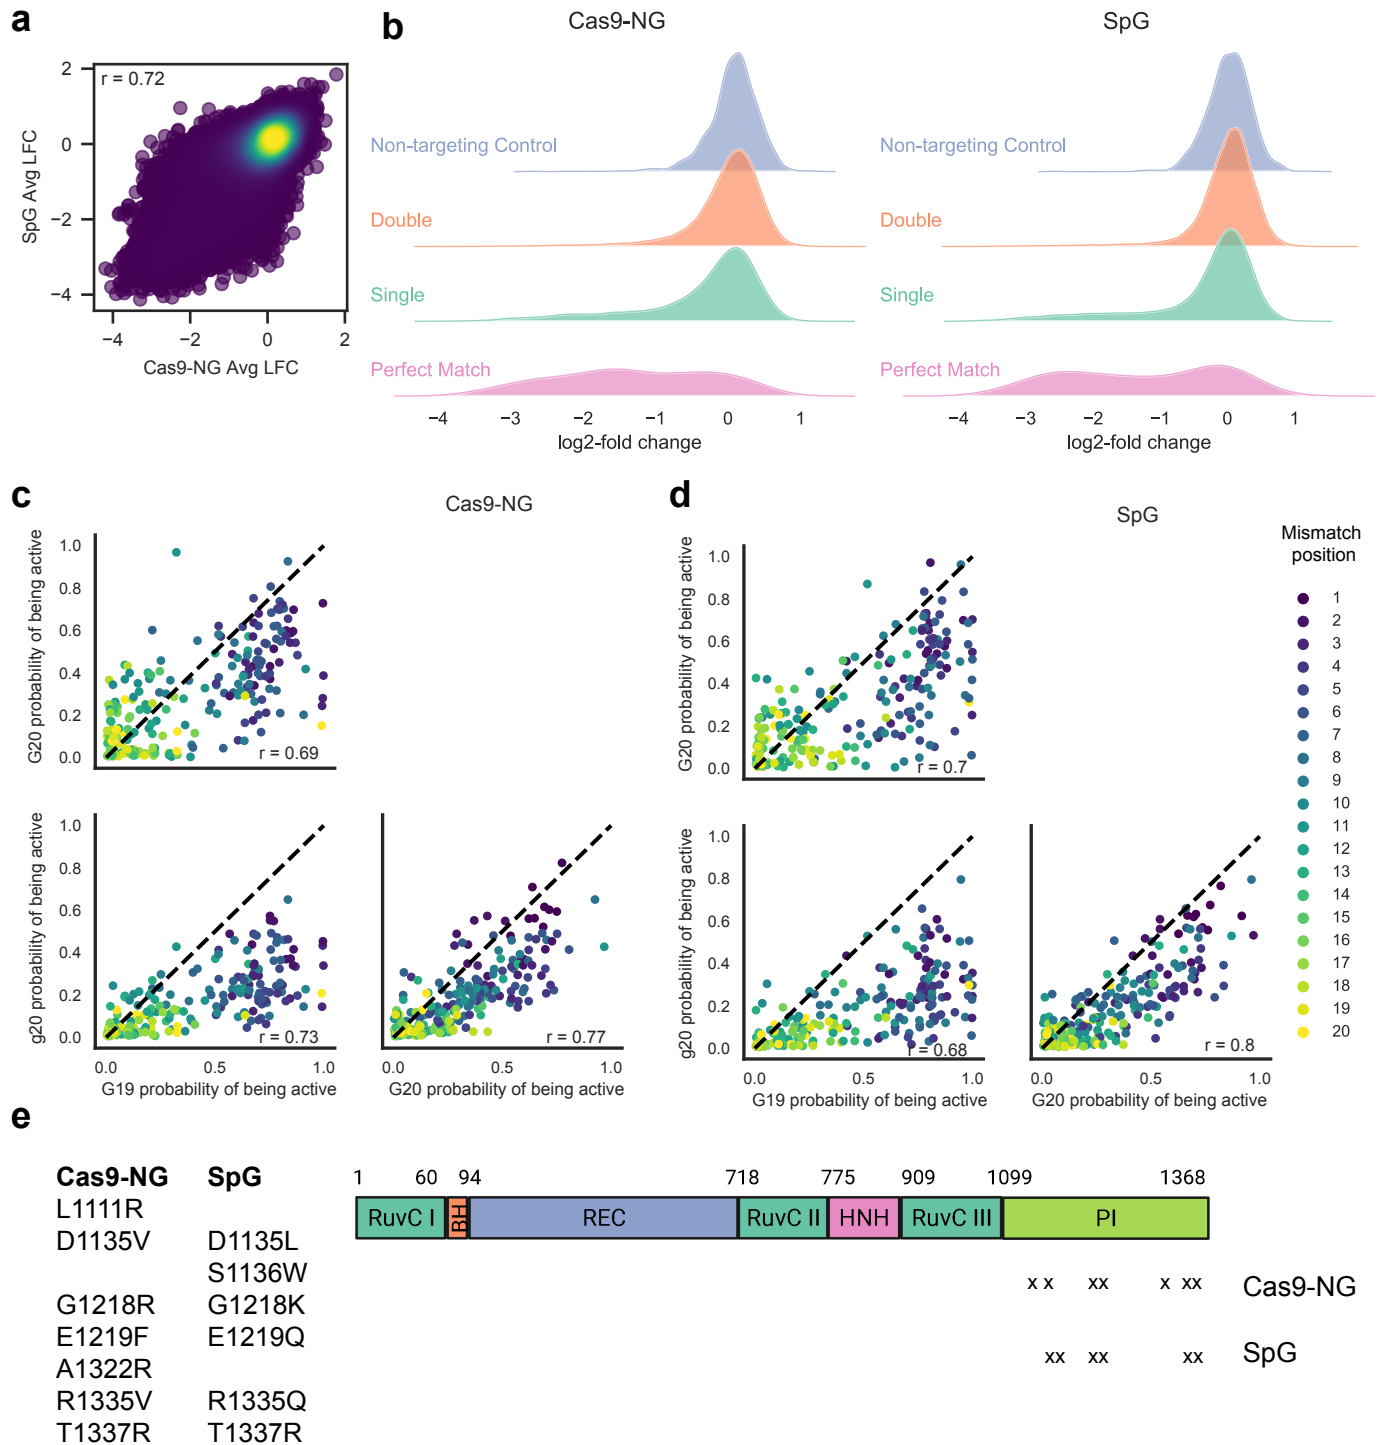 a
r = 0.72
2
0
−2
−4
SpG Avg LFC
−4
−2
0
2
Cas9-NG Avg LFC
b
Cas9-NG
Non-targeting Control
Double
Single
Perfect Match
−4
−3
−2
−1
0
1
log2-fold change
SpG
Non-targeting Control
Double
Single
Perfect Match
−4
−3
−2
−1
0
1
log2-fold change
c
Cas9-NG
G20 probability of being active
1.0
0.8
0.6
0.4
0.2
0.0
r = 0.69
g20 probability of being active
1.0
0.8
0.6
0.4
0.2
0.0
r = 0.73
0.0
0.5
1.0
G19 probability of being active
r = 0.77
0.0
0.5
1.0
G20 probability of being active
d
SpG
G20 probability of being active
1.0
0.8
0.6
0.4
0.2
0.0
r = 0.7
g20 probability of being active
1.0
0.8
0.6
0.4
0.2
0.0
r = 0.68
0.0
0.5
1.0
G19 probability of being active
r = 0.8
0.0
0.5
1.0
G20 probability of being active
Mismatch
position
1
2
3
4
5
6
7
8
9
10
11
12
13
14
15
16
17
18
19
20
e
Cas9-NG SpG
L1111R
D1135V D1135L
S1136W
G1218R G1218K
E1219F E1219Q
A1322R
R1335V R1335Q
T1337R T1337R
1 60 94 718 775 909 1099 1368
RuvC I BH REC RuvC II HNH RuvC III PI
x x xx x xx Cas9-NG
xx xx xx SpG